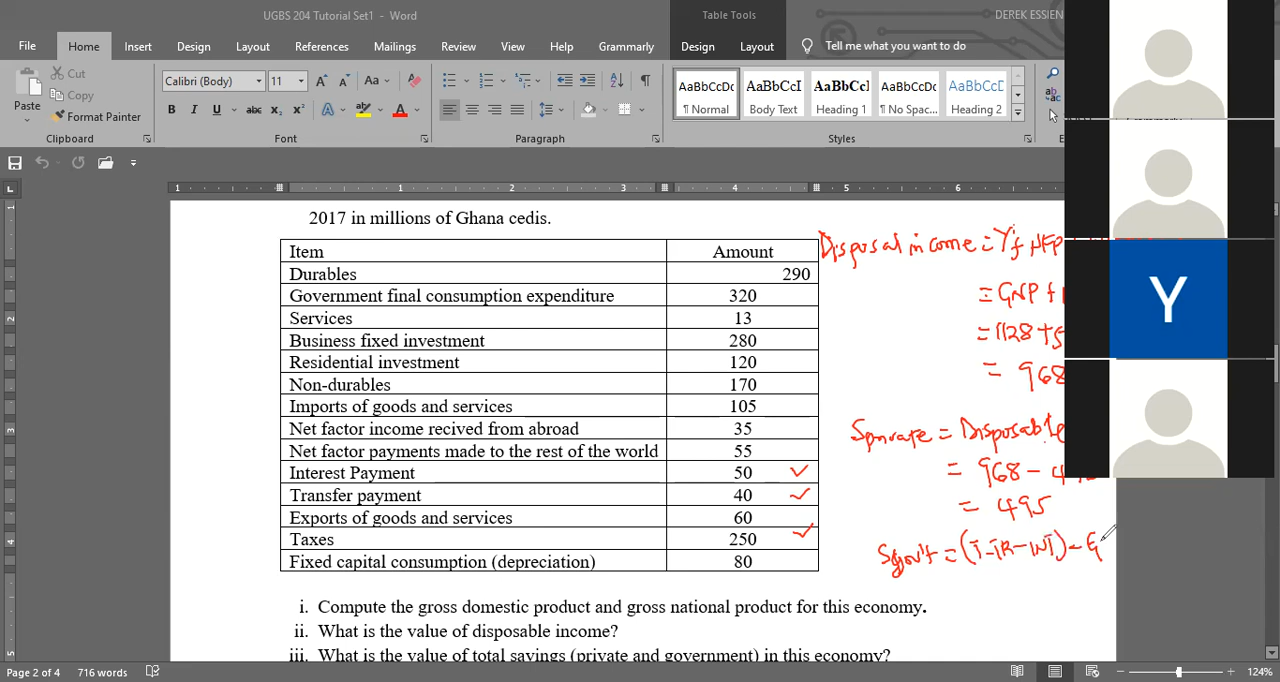 UGBS 204 Tutorial Set1 - Word
Table Tools
DEREK ESSIEN
File Home Insert Design Layout References Mailings Review View Help Grammarly Design Layout Tell me what you want to do
Cut
Copy
Format Painter
Paste
Calibri (Body) 11
AaBbCcDc AaBbCcI AaBbCcI AaBbCcDc AaBbCcDc
¶ Normal Body Text Heading 1 ¶ No Spac... Heading 2
Clipboard Font Paragraph Styles
2017 in millions of Ghana cedis.
Item Amount
Durables 290
Government final consumption expenditure 320
Services 13
Business fixed investment 280
Residential investment 120
Non-durables 170
Imports of goods and services 105
Net factor income recived from abroad 35
Net factor payments made to the rest of the world 55
Interest Payment 50
Transfer payment 40
Exports of goods and services 60
Taxes 250
Fixed capital consumption (depreciation) 80
Disposal income = Y + NFP
= GNP +
= 1128 + 5
= 968
Sprivate = Disposable
= 968 - 4
= 495
Sgov't = (T - TR - INT) - G
Y
i. Compute the gross domestic product and gross national product for this economy.
ii. What is the value of disposable income?
iii. What is the value of total savings (private and government) in this economy?
Page 2 of 4 716 words
124%